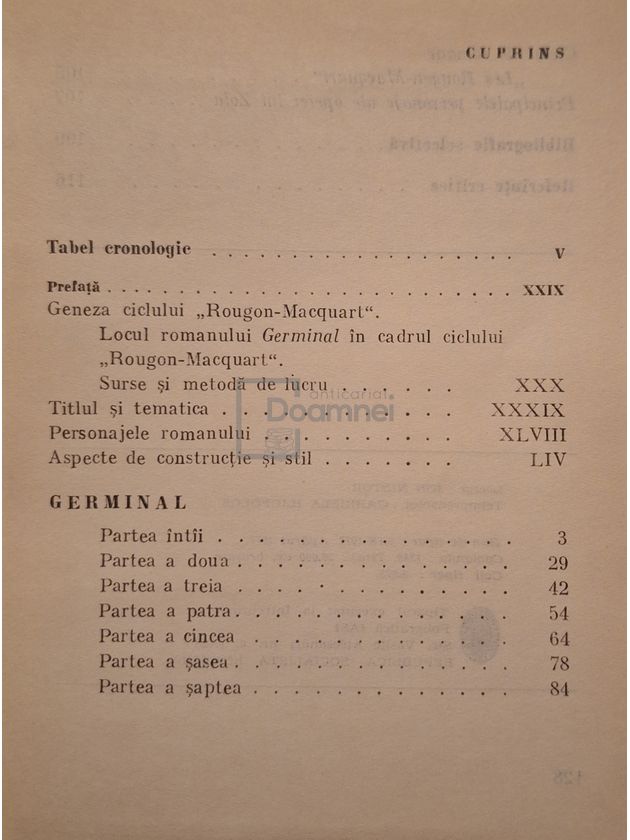 CUPRINS
Tabel cronologic . . . . . . . . . . . . . . . . . . V
Prefață . . . . . . . . . . . . . . . . . . . . . . . . . XXIX
Geneza ciclului „Rougon-Macquart“.
Locul romanului Germinal în cadrul ciclului
„Rougon-Macquart“.
Surse și metodă de lucru . . . . . . . XXX
Titlul și tematica . . . . . . . . . . . . . XXXIX
Personajele romanului . . . . . . . . . . XLVIII
Aspecte de construcție și stil . . . . . . . LIV
anticariat
Doamnei
GERMINAL
Partea întîi . . . . . . . . . . . . . . . 3
Partea a doua . . . . . . . . . . . . . . 29
Partea a treia . . . . . . . . . . . . . . 42
Partea a patra . . . . . . . . . . . . . . 54
Partea a cincea . . . . . . . . . . . . . 64
Partea a șasea . . . . . . . . . . . . . . 78
Partea a șaptea . . . . . . . . . . . . . 84